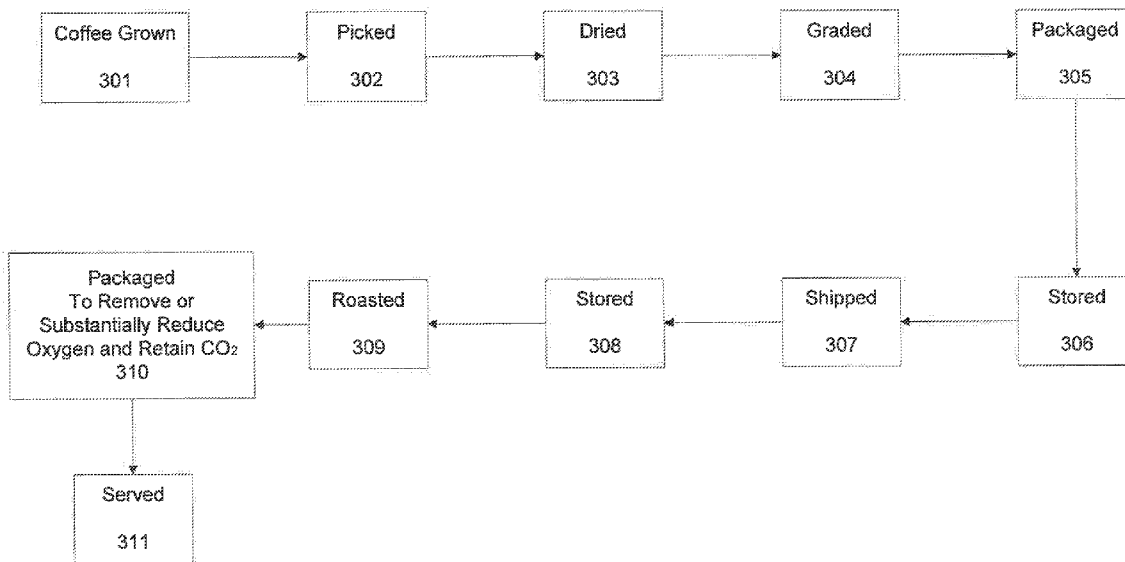 Coffee Grown
301
Picked
302
Dried
303
Graded
304
Packaged
305
Stored
306
Shipped
307
Stored
308
Roasted
309
Packaged
To Remove or
Substantially Reduce
Oxygen and Retain CO₂
310
Served
311